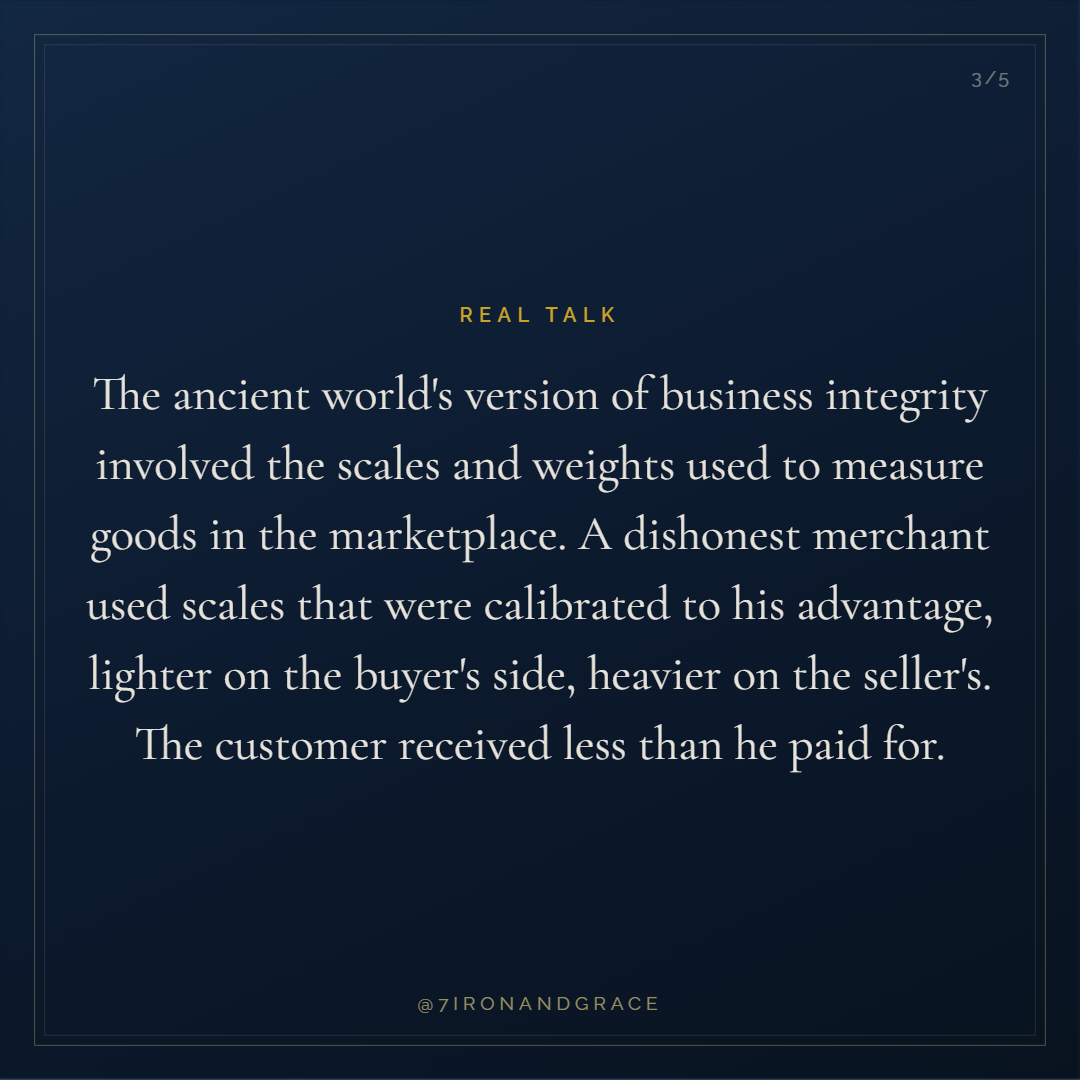 3/5
REAL TALK
The ancient world's version of business integrity
involved the scales and weights used to measure
goods in the marketplace. A dishonest merchant
used scales that were calibrated to his advantage,
lighter on the buyer's side, heavier on the seller's.
The customer received less than he paid for.
@7IRONANDGRACE